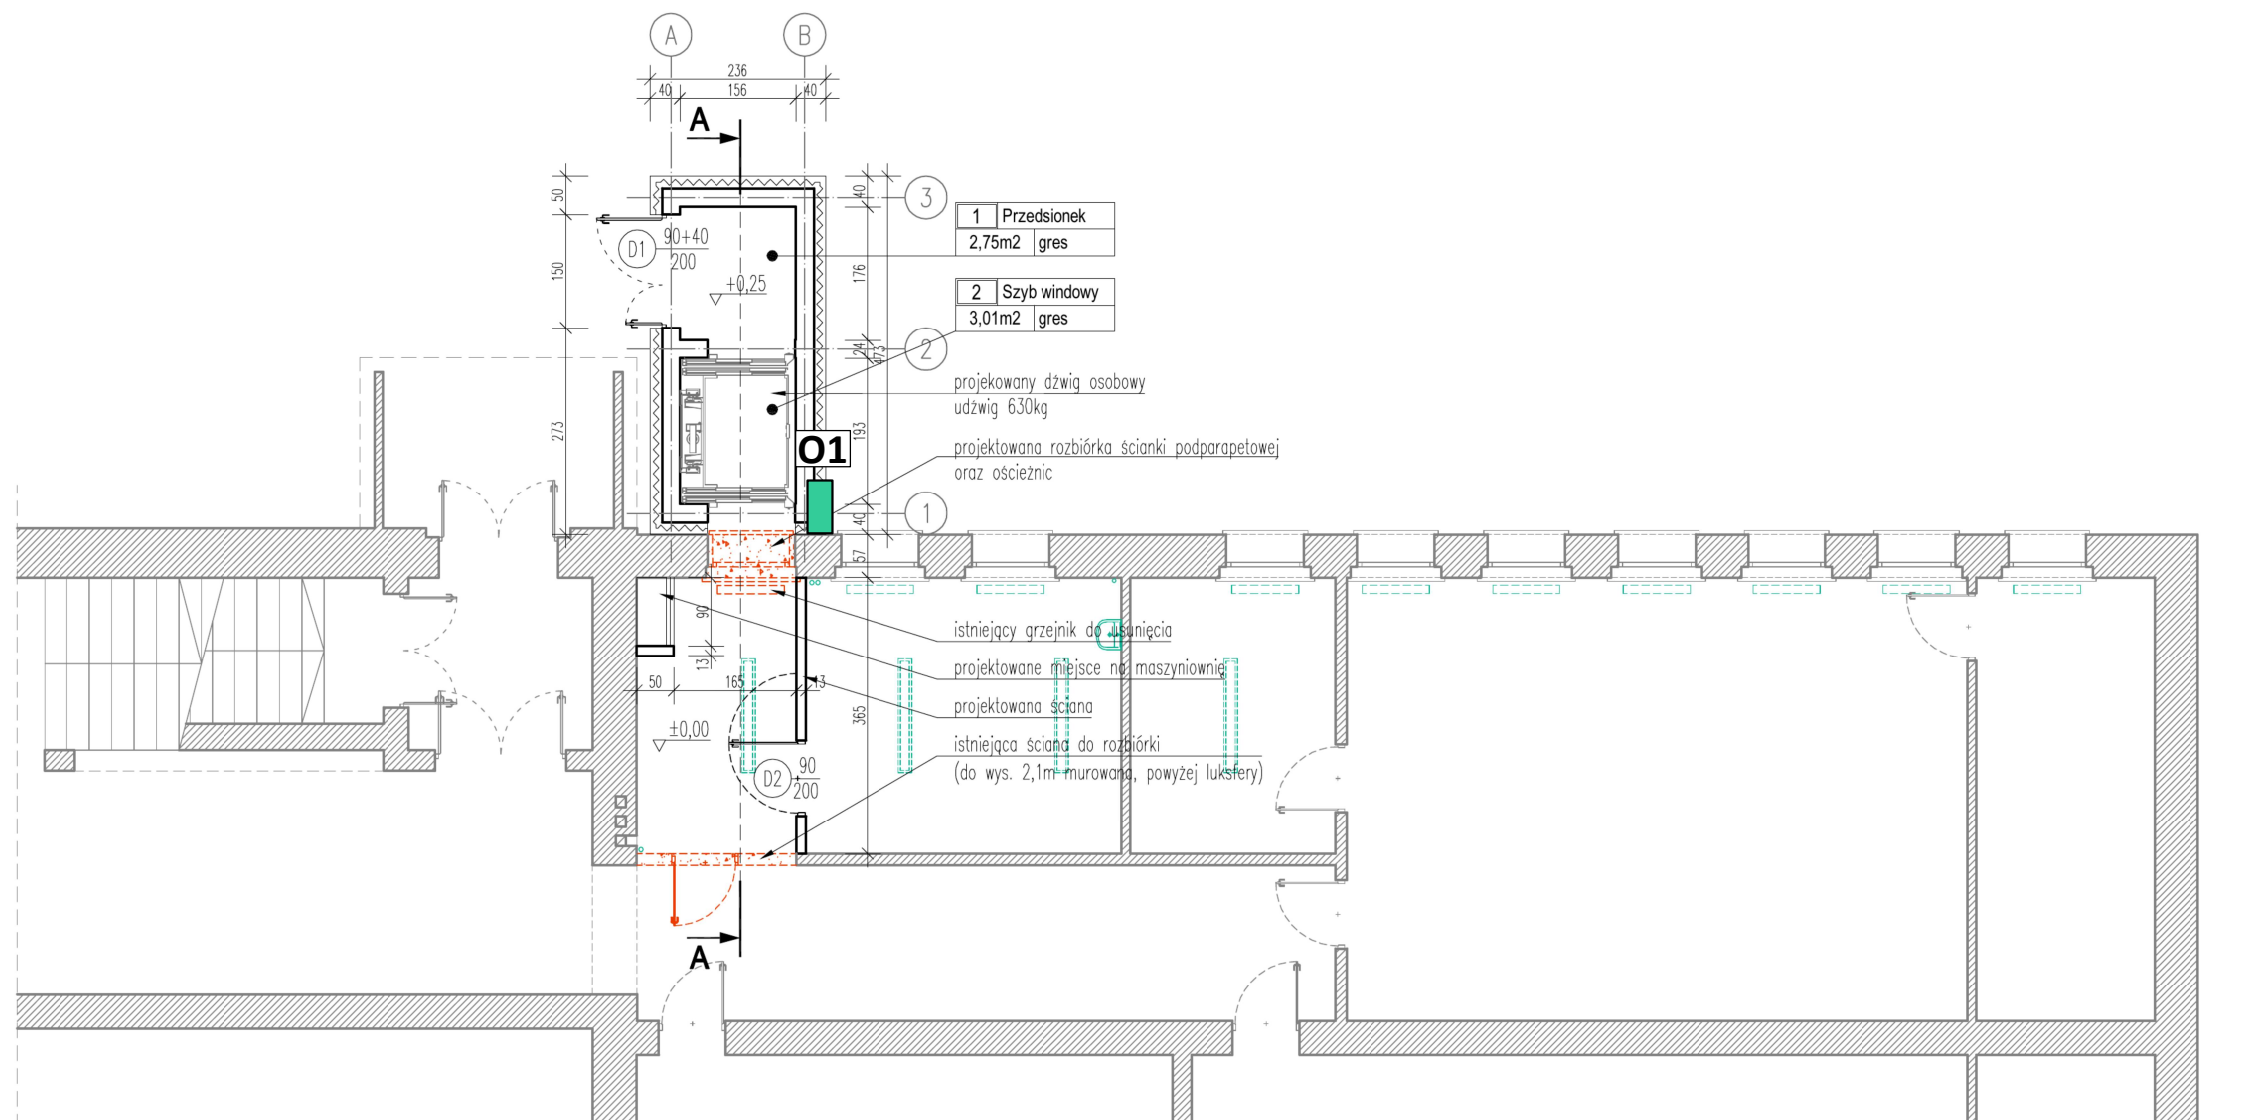 A
B
236
40
156
40
A
50
40
3
1 Przedsionek
2,75m2 gres
D1
90+40
200
150
176
+0,25
2 Szyb windowy
3,01m2 gres
24
2
473
projekowany dźwig osobowy
udźwig 630kg
273
193
O1
projektowana rozbiórka ścianki podparapetowej
oraz ościeżnic
40
1
57
90
istniejący grzejnik do usunięcia
13
projektowane miejsce na maszyniownię
50
165
13
projektowana ściana
365
±0,00
istniejąca ściana do rozbiórki
(do wys. 2,1m murowana, powyżej luksfery)
D2
90
200
A